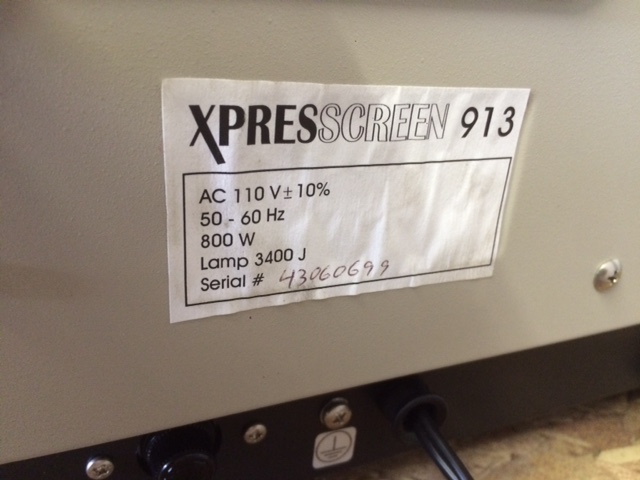 XPRESSCREEN 913
AC 110 V ± 10%
50 - 60 Hz
800 W
Lamp 3400 J
Serial # 43060699